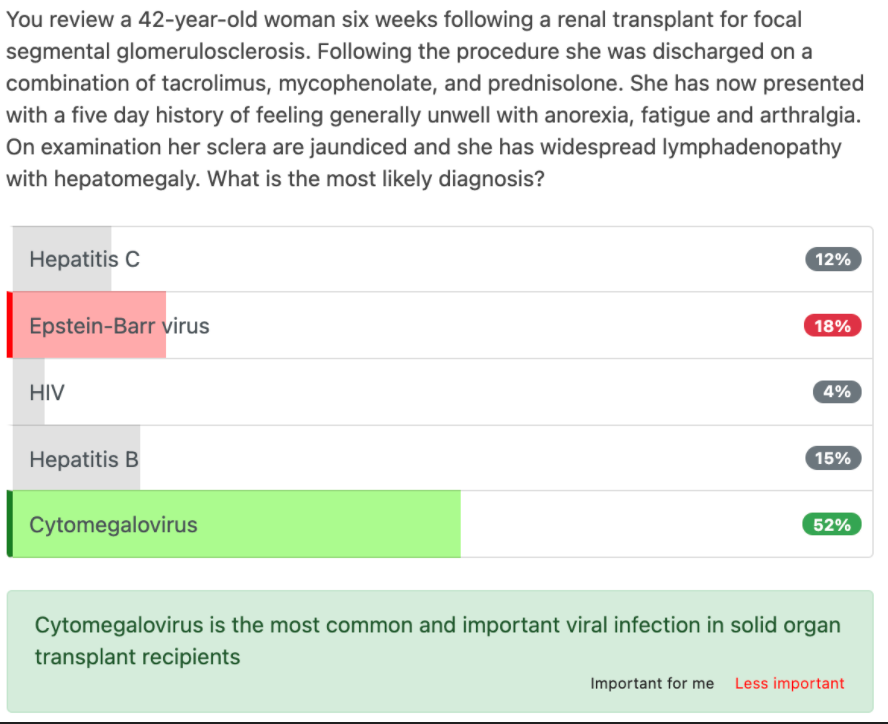 You review a 42-year-old woman six weeks following a renal transplant for focal
segmental glomerulosclerosis. Following the procedure she was discharged on a
combination of tacrolimus, mycophenolate, and prednisolone. She has now presented
with a five day history of feeling generally unwell with anorexia, fatigue and arthralgia.
On examination her sclera are jaundiced and she has widespread lymphadenopathy
with hepatomegaly. What is the most likely diagnosis?
Hepatitis C 12%
Epstein-Barr virus 18%
HIV 4%
Hepatitis B 15%
Cytomegalovirus 52%
Cytomegalovirus is the most common and important viral infection in solid organ
transplant recipients
Important for me Less important